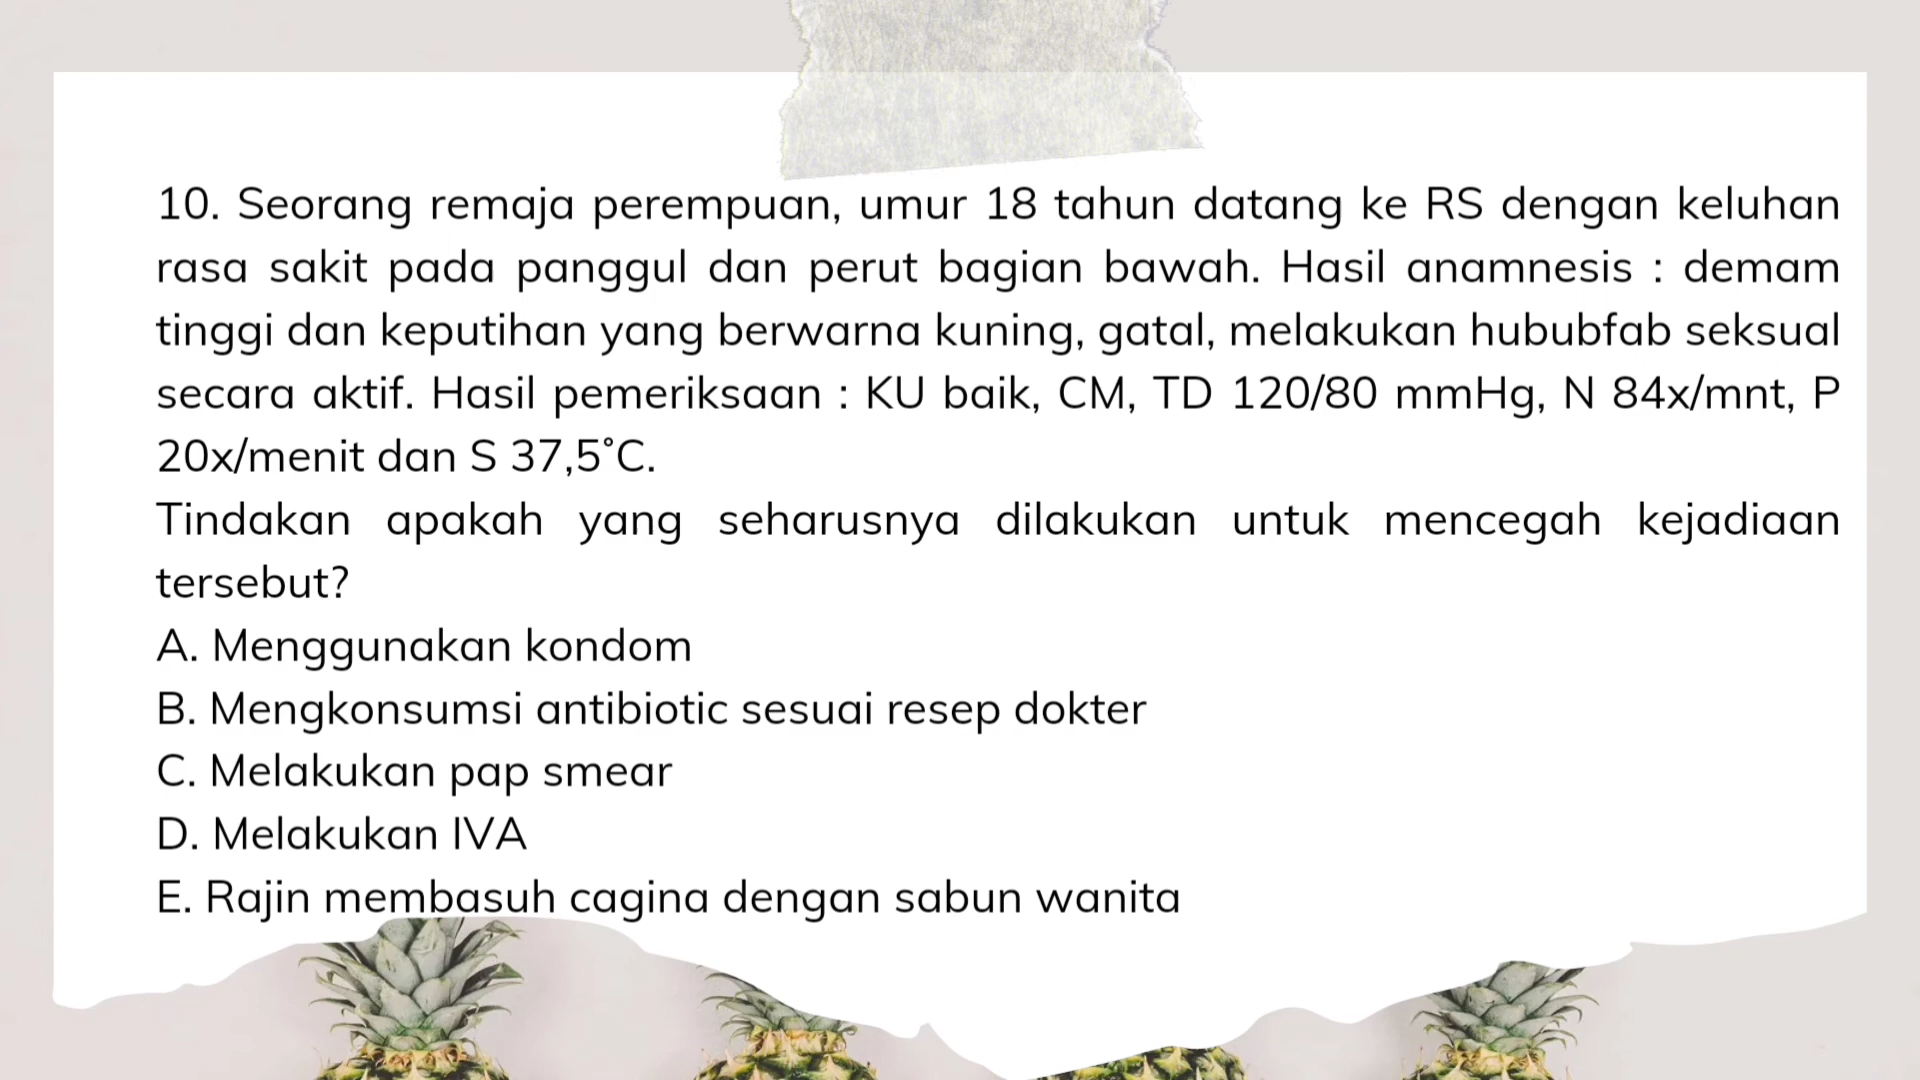 10. Seorang remaja perempuan, umur 18 tahun datang ke RS dengan keluhan
rasa sakit pada panggul dan perut bagian bawah. Hasil anamnesis : demam
tinggi dan keputihan yang berwarna kuning, gatal, melakukan hububfab seksual
secara aktif. Hasil pemeriksaan : KU baik, CM, TD 120/80 mmHg, N 84x/mnt, P
20x/menit dan S 37,5°C.
Tindakan apakah yang seharusnya dilakukan untuk mencegah kejadiaan
tersebut?
A. Menggunakan kondom
B. Mengkonsumsi antibiotic sesuai resep dokter
C. Melakukan pap smear
D. Melakukan IVA
E. Rajin membasuh cagina dengan sabun wanita